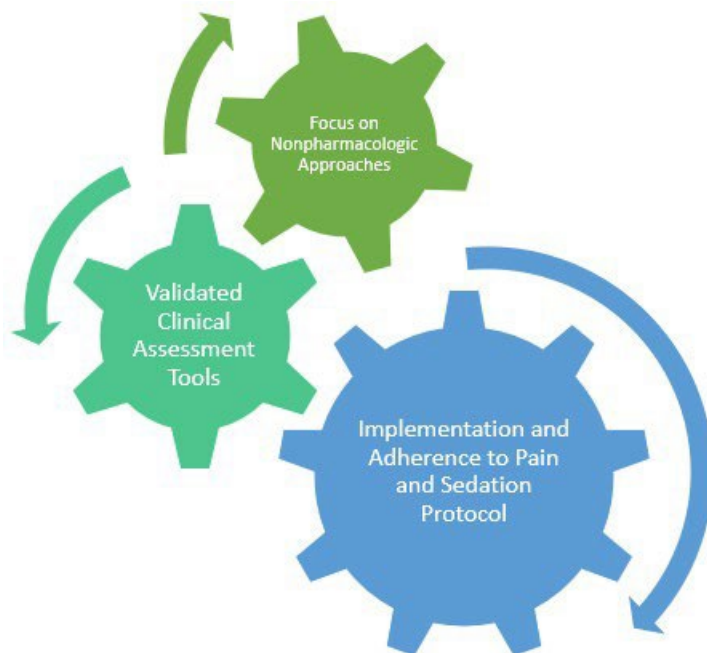 Focus on
Nonpharmacologic
Approaches
Validated
Clinical
Assessment
Tools
Implementation and
Adherence to Pain
and Sedation
Protocol